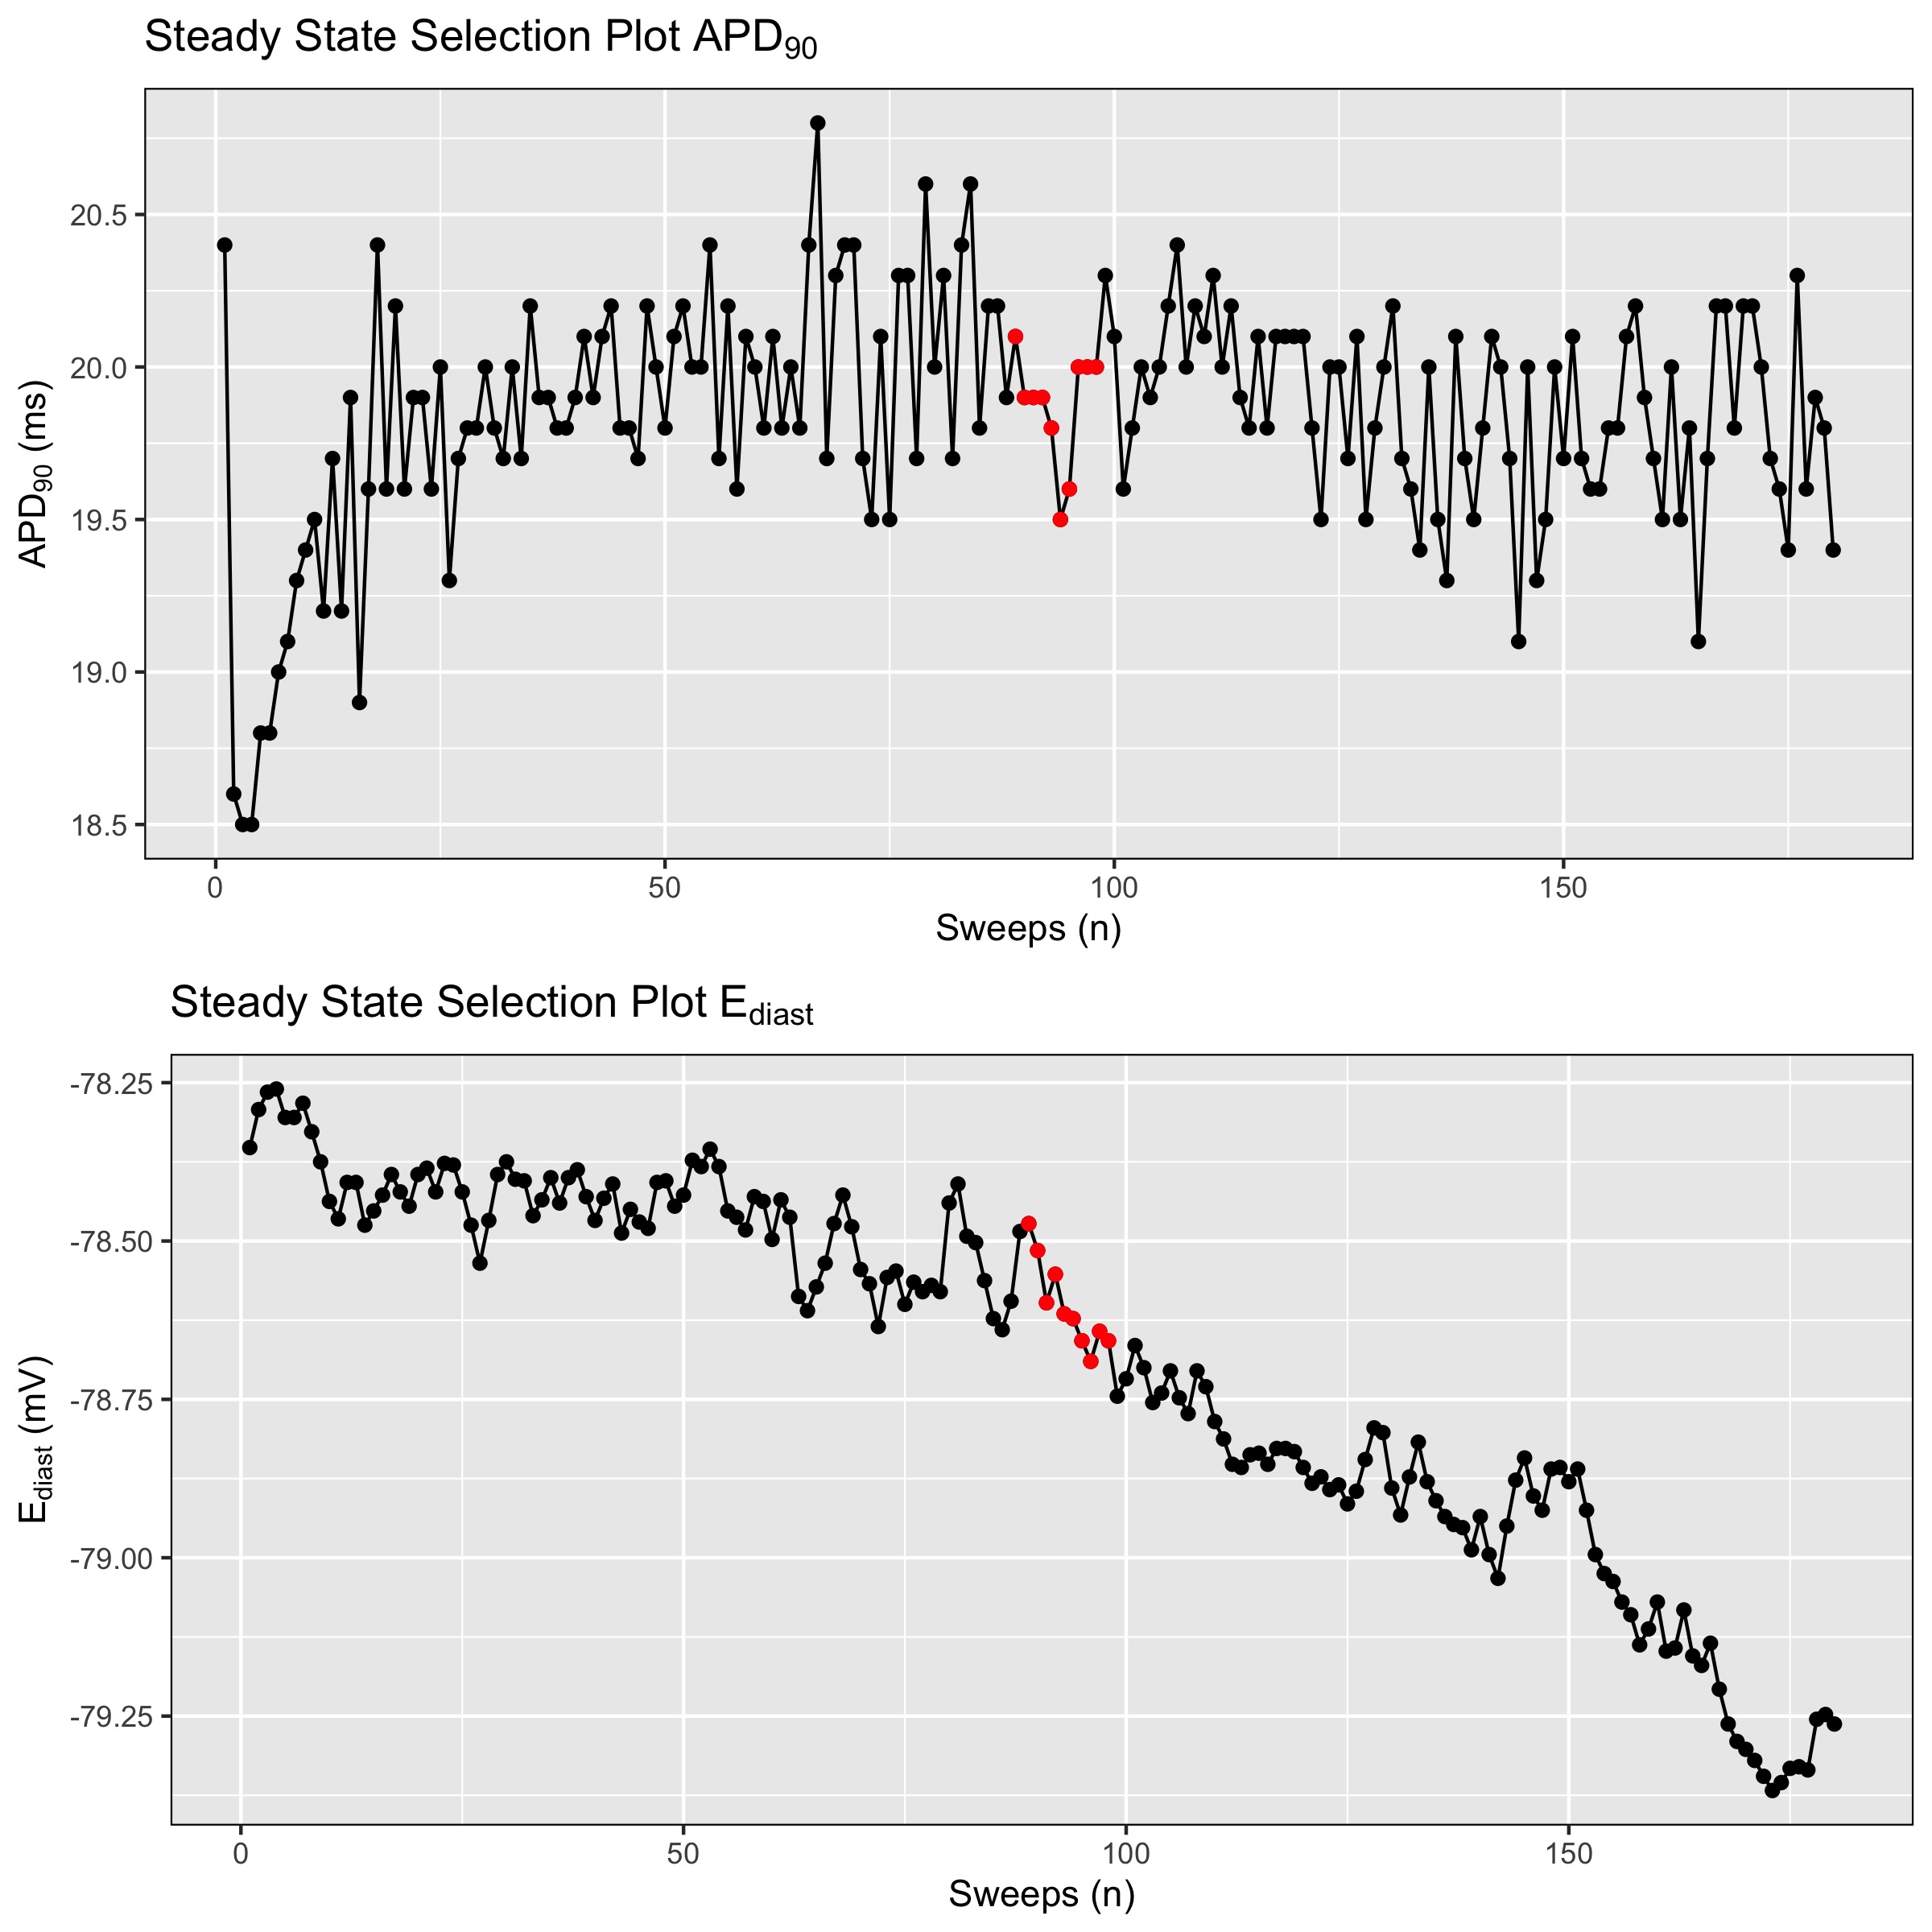 Steady State Selection Plot APD90
20.5
20.0
19.5
19.0
18.5
APD90 (ms)
0 50 100 150
Sweeps (n)
Steady State Selection Plot Ediast
-78.25
-78.50
-78.75
-79.00
-79.25
Ediast (mV)
0 50 100 150
Sweeps (n)